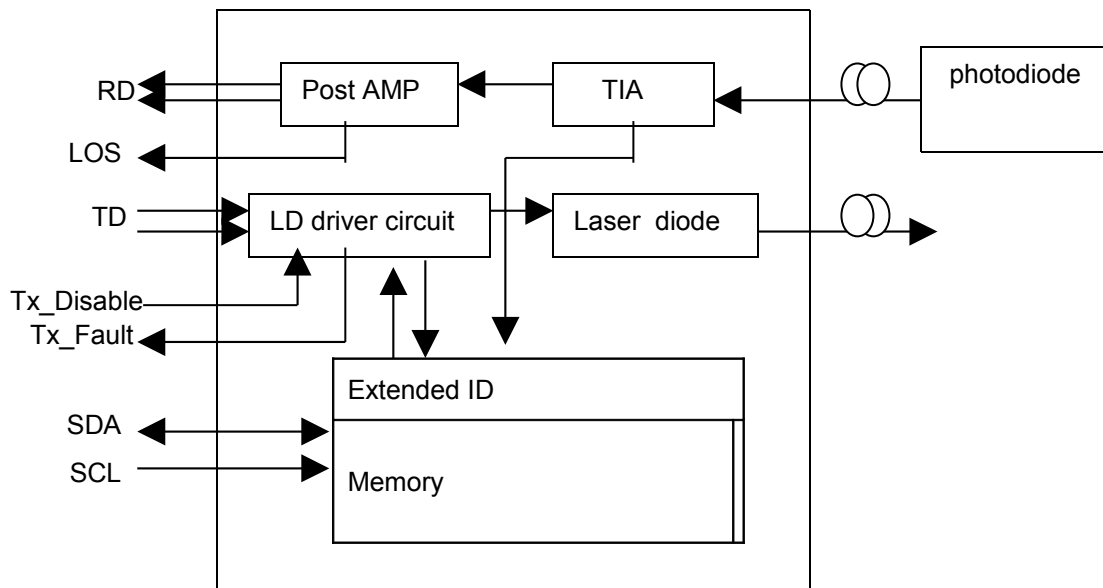 photodiode
RD
Post AMP
TIA
LOS
TD
LD driver circuit
Laser diode
Tx_Disable
Tx_Fault
Extended ID
SDA
SCL
Memory